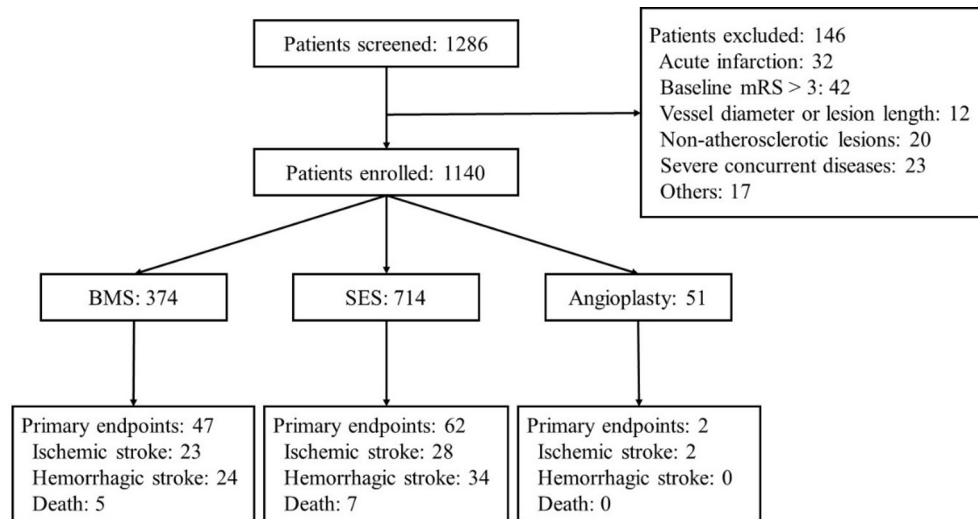 Patients screened: 1286
Patients excluded: 146
Acute infarction: 32
Baseline mRS > 3: 42
Vessel diameter or lesion length: 12
Non-atherosclerotic lesions: 20
Severe concurrent diseases: 23
Others: 17
Patients enrolled: 1140
BMS: 374
SES: 714
Angioplasty: 51
Primary endpoints: 47
Ischemic stroke: 23
Hemorrhagic stroke: 24
Death: 5
Primary endpoints: 62
Ischemic stroke: 28
Hemorrhagic stroke: 34
Death: 7
Primary endpoints: 2
Ischemic stroke: 2
Hemorrhagic stroke: 0
Death: 0